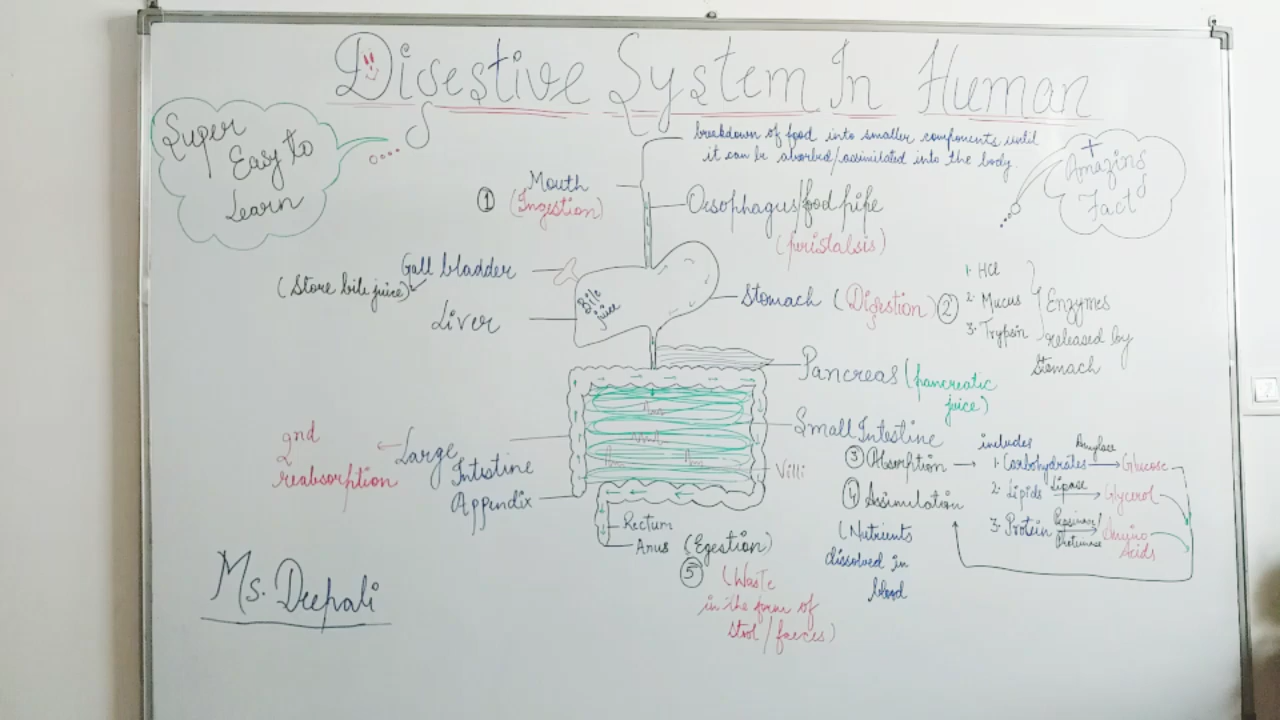 Digestive System In Human
Super
Easy to
Learn
breakdown of food into smaller components until
it can be absorbed/assimilated into the body.
+
Amazing
Fact
Mouth
① (Ingestion)
Oesophagus/food pipe
(peristalsis)
Gall bladder
(Store bile juice)
Liver
Bile
juice
Stomach (Digestion) ②
1. HCl
2. Mucus
3. Trypsin
Enzymes
released by
Stomach
Pancreas (pancreatic
juice)
Small Intestine
③ Absorption
④ Assimilation
(Nutrients
dissolved in
blood
includes
1. Carbohydrates Amylase Glucose
2. Lipids Lipase Glycerol
3. Protein Pepsinase/
Proteinase
Amino
Acids
Villi
2nd
reabsorption
Large
Intestine
Appendix
Rectum
Anus (Egestion)
⑤ (Waste
in the form of
stool/faeces)
Ms. Deepali